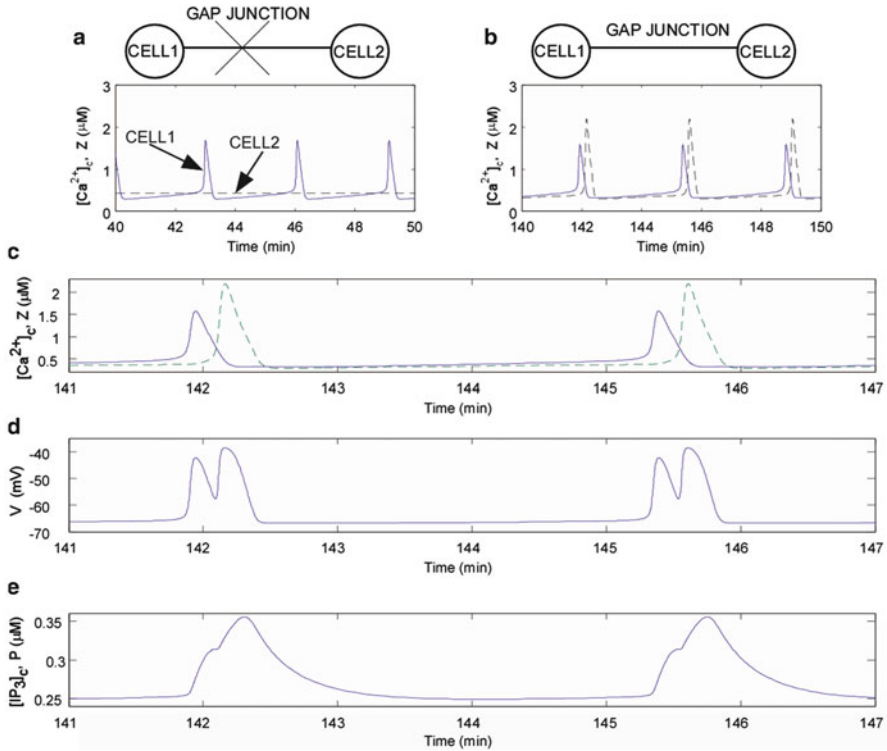 GAP JUNCTION
a
CELL1
CELL2
[Ca2+]c, Z (μM)
3
2
1
0
CELL1
CELL2
40 42 44 46 48 50
Time (min)
b
GAP JUNCTION
CELL1
CELL2
[Ca2+]c, Z (μM)
3
2
1
0
140 142 144 146 148 150
Time (min)
c
[Ca2+]c, Z (μM)
2
1.5
1
0.5
141 142 143 144 145 146 147
Time (min)
d
V (mV)
-40
-50
-60
-70
141 142 143 144 145 146 147
Time (min)
e
[IP3]c, P (μM)
0.35
0.3
0.25
141 142 143 144 145 146 147
Time (min)